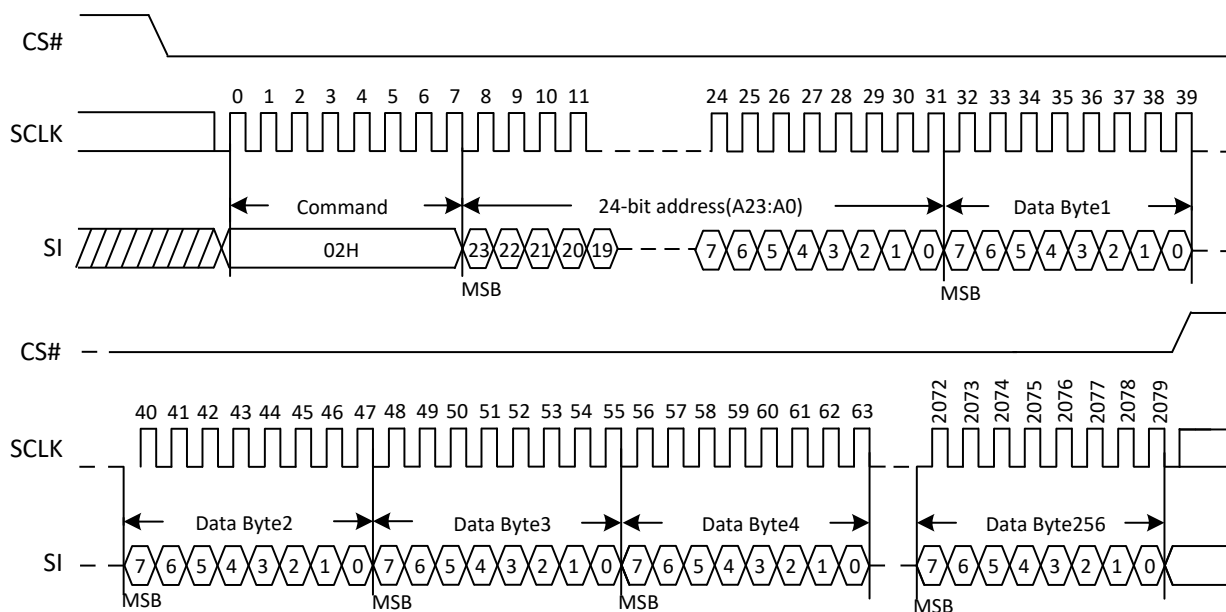 CS#
0 1 2 3 4 5 6 7 8 9 10 11 24 25 26 27 28 29 30 31 32 33 34 35 36 37 38 39
SCLK
Command 24-bit address(A23:A0) Data Byte1
SI 02H 23 22 21 20 19 7 6 5 4 3 2 1 0 7 6 5 4 3 2 1 0
MSB MSB
CS#
40 41 42 43 44 45 46 47 48 49 50 51 52 53 54 55 56 57 58 59 60 61 62 63 2072 2073 2074 2075 2076 2077 2078 2079
SCLK
Data Byte2 Data Byte3 Data Byte4 Data Byte256
SI 7 6 5 4 3 2 1 0 7 6 5 4 3 2 1 0 7 6 5 4 3 2 1 0 7 6 5 4 3 2 1 0
MSB MSB MSB MSB